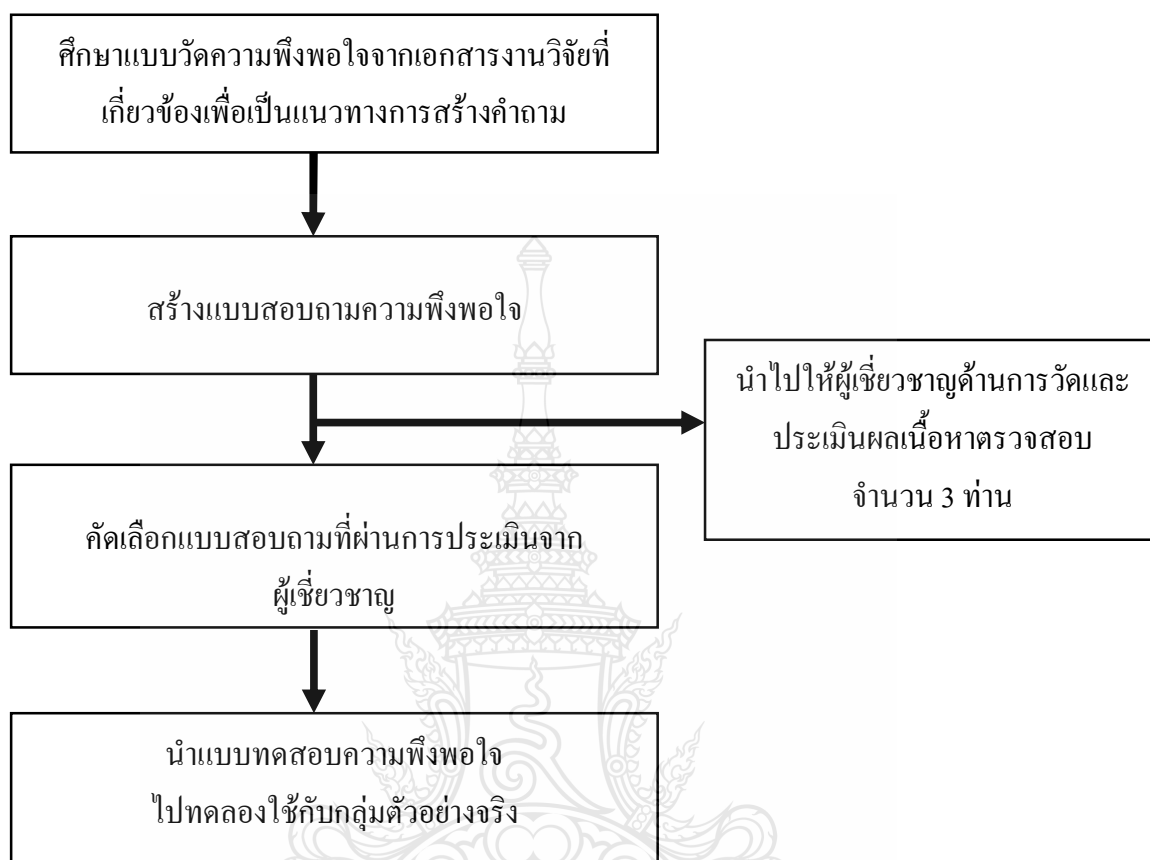 ศึกษาแบบวัดความพึงพอใจจากเอกสารงานวิจัยที่
เกี่ยวข้องเพื่อเป็นแนวทางการสร้างคำถาม
สร้างแบบสอบถามความพึงพอใจ
นำไปให้ผู้เชี่ยวชาญด้านการวัดและ
ประเมินผลเนื้อหาตรวจสอบ
จำนวน 3 ท่าน
คัดเลือกแบบสอบถามที่ผ่านการประเมินจาก
ผู้เชี่ยวชาญ
นำแบบทดสอบความพึงพอใจ
ไปทดลองใช้กับกลุ่มตัวอย่างจริง